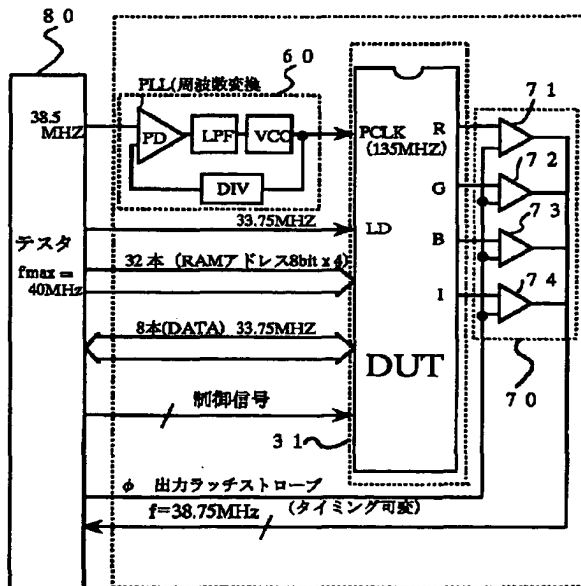 80
60
PLL(周波数変換
38.5
MHZ
PD
LPF
VCO
DIV
PCLK
(135MHZ)
R
G
B
I
71
72
73
74
33.75MHZ
LD
テスタ
fmax =
40MHz
32本 (RAMアドレス8bit x 4)
8本(DATA) 33.75MHZ
DUT
70
制御信号
31
φ 出力ラッチストローブ
(タイミング可変)
f=38.75MHz